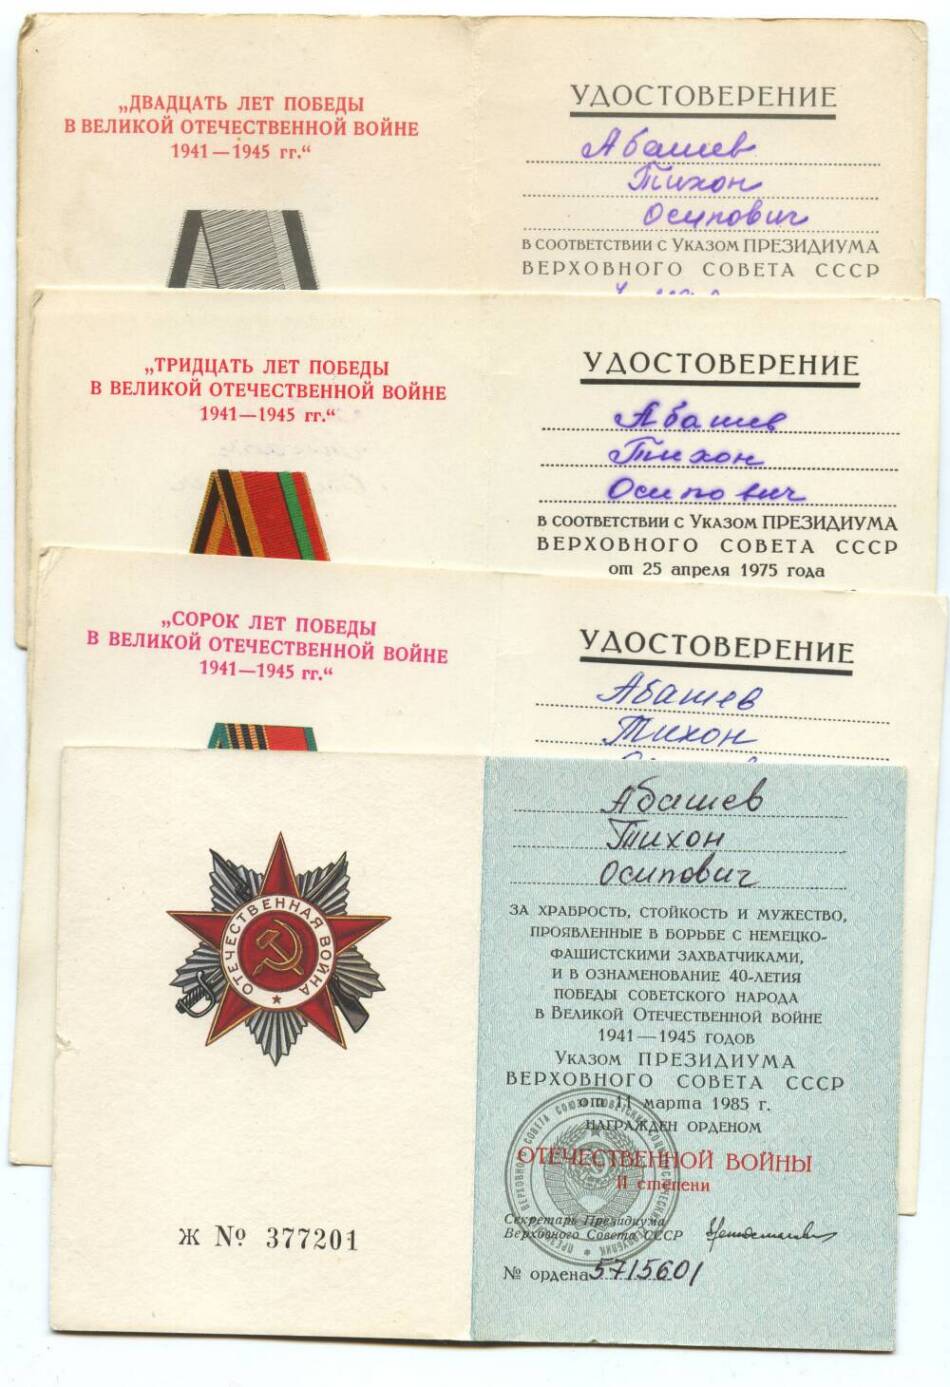 „ДВАДЦАТЬ ЛЕТ ПОБЕДЫ
В ВЕЛИКОЙ ОТЕЧЕСТВЕННОЙ ВОЙНЕ
1941—1945 гг.“
УДОСТОВЕРЕНИЕ
Абашев
Тихон
Осипович
В СООТВЕТСТВИИ С УКАЗОМ ПРЕЗИДИУМА
ВЕРХОВНОГО СОВЕТА СССР
„ТРИДЦАТЬ ЛЕТ ПОБЕДЫ
В ВЕЛИКОЙ ОТЕЧЕСТВЕННОЙ ВОЙНЕ
1941—1945 гг.“
УДОСТОВЕРЕНИЕ
Абашев
Тихон
Осипович
В СООТВЕТСТВИИ С УКАЗОМ ПРЕЗИДИУМА
ВЕРХОВНОГО СОВЕТА СССР
от 25 апреля 1975 года
„СОРОК ЛЕТ ПОБЕДЫ
В ВЕЛИКОЙ ОТЕЧЕСТВЕННОЙ ВОЙНЕ
1941—1945 гг.“
УДОСТОВЕРЕНИЕ
Абашев
Тихон
ОТЕЧЕСТВЕННАЯ ВОЙНА
Ж № 377201
Абашев
Тихон
Осипович
ЗА ХРАБРОСТЬ, СТОЙКОСТЬ И МУЖЕСТВО,
ПРОЯВЛЕННЫЕ В БОРЬБЕ С НЕМЕЦКО-
ФАШИСТСКИМИ ЗАХВАТЧИКАМИ,
И В ОЗНАМЕНОВАНИЕ 40-ЛЕТИЯ
ПОБЕДЫ СОВЕТСКОГО НАРОДА
В ВЕЛИКОЙ ОТЕЧЕСТВЕННОЙ ВОЙНЕ
1941—1945 ГОДОВ
УКАЗОМ ПРЕЗИДИУМА
ВЕРХОВНОГО СОВЕТА СССР
от 11 марта 1985 г.
НАГРАЖДЕН ОРДЕНОМ
ОТЕЧЕСТВЕННОЙ ВОЙНЫ
II степени
Секретарь Президиума
Верховного Совета СССР
№ ордена 5715601